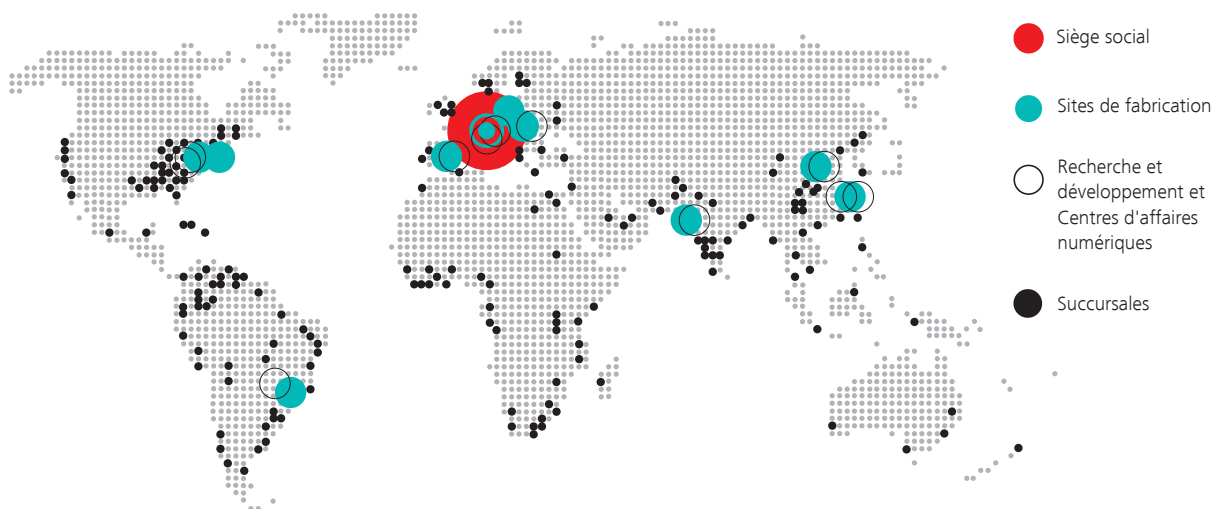 Siège social
Sites de fabrication
Recherche et
développement et
Centres d'affaires
numériques
Succursales